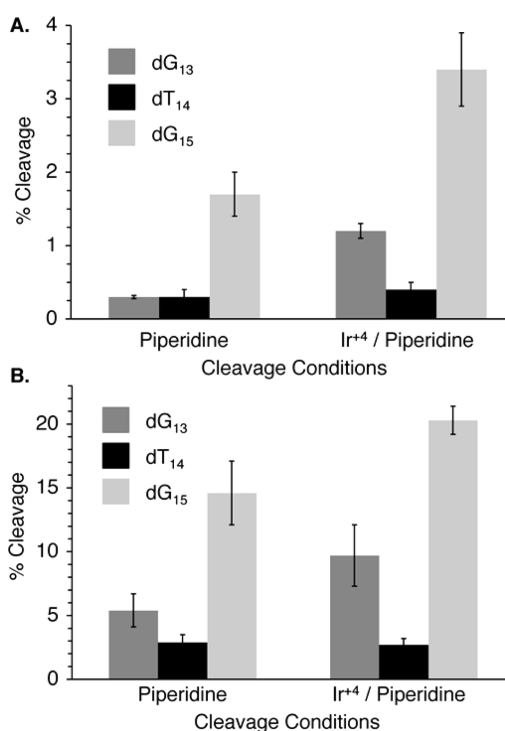 A.
4
3
2
1
0
% Cleavage
dG₁₃
dT₁₄
dG₁₅
Piperidine Ir⁺⁴ / Piperidine
Cleavage Conditions
B.
20
15
10
5
0
% Cleavage
dG₁₃
dT₁₄
dG₁₅
Piperidine Ir⁺⁴ / Piperidine
Cleavage Conditions